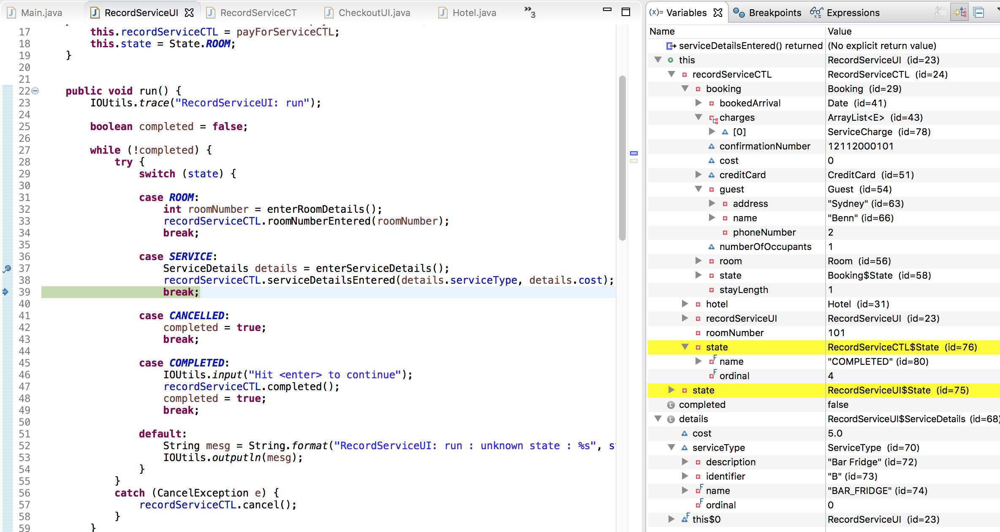 Main.java
RecordServiceUI
RecordServiceCT
CheckoutUI.java
Hotel.java
»3
17 this.recordServiceCTL = payForServiceCTL;
18 this.state = State.ROOM;
19 }
20
21
22 public void run() {
23 IOUtils.trace("RecordServiceUI: run");
24
25 boolean completed = false;
26
27 while (!completed) {
28 try {
29 switch (state) {
30
31 case ROOM:
32 int roomNumber = enterRoomDetails();
33 recordServiceCTL.roomNumberEntered(roomNumber);
34 break;
35
36 case SERVICE:
37 ServiceDetails details = enterServiceDetails();
38 recordServiceCTL.serviceDetailsEntered(details.serviceType, details.cost);
39 break;
40
41 case CANCELLED:
42 completed = true;
43 break;
44
45 case COMPLETED:
46 IOUtils.input("Hit <enter> to continue");
47 recordServiceCTL.completed();
48 completed = true;
49 break;
50
51 default:
52 String mesg = String.format("RecordServiceUI: run : unknown state : %s", s
53 IOUtils.outputln(mesg);
54 }
55 }
56 catch (CancelException e) {
57 recordServiceCTL.cancel();
58 }
59 }
(x)= Variables
Breakpoints
Expressions
Name Value
serviceDetailsEntered() returned (No explicit return value)
this RecordServiceUI (id=23)
recordServiceCTL RecordServiceCTL (id=24)
booking Booking (id=29)
bookedArrival Date (id=41)
charges ArrayList<E> (id=43)
[0] ServiceCharge (id=78)
confirmationNumber 12112000101
cost 0
creditCard CreditCard (id=51)
guest Guest (id=54)
address "Sydney" (id=63)
name "Benn" (id=66)
phoneNumber 2
numberOfOccupants 1
room Room (id=56)
state Booking$State (id=58)
stayLength 1
hotel Hotel (id=31)
recordServiceUI RecordServiceUI (id=23)
roomNumber 101
state RecordServiceCTL$State (id=76)
name "COMPLETED" (id=80)
ordinal 4
state RecordServiceUI$State (id=75)
completed false
details RecordServiceUI$ServiceDetails (id=68)
cost 5.0
serviceType ServiceType (id=70)
description "Bar Fridge" (id=72)
identifier "B" (id=73)
name "BAR_FRIDGE" (id=74)
ordinal 0
this$0 RecordServiceUI (id=23)